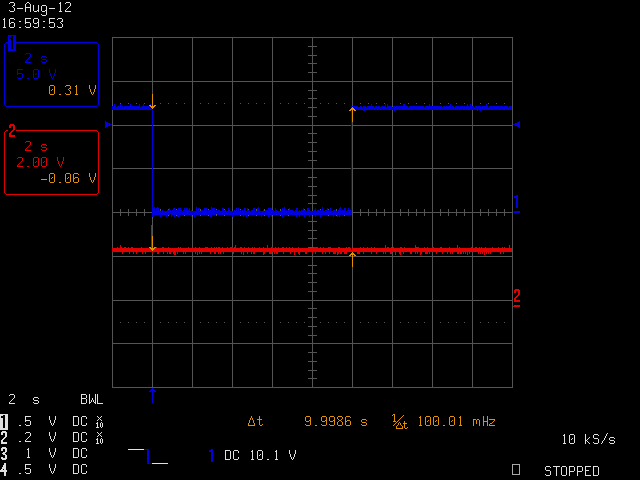 3-Aug-12
16:59:53
1
2 s
5.0 V
0.31 V
2
2 s
2.00 V
-0.06 V
1
2
2 s BWL
1 .5 V DC X10
2 .2 V DC X10
3 1 V DC
4 .5 V DC
Δt 9.9986 s 1/Δt 100.01 mHz
1 DC 10.1 V
10 kS/s
STOPPED